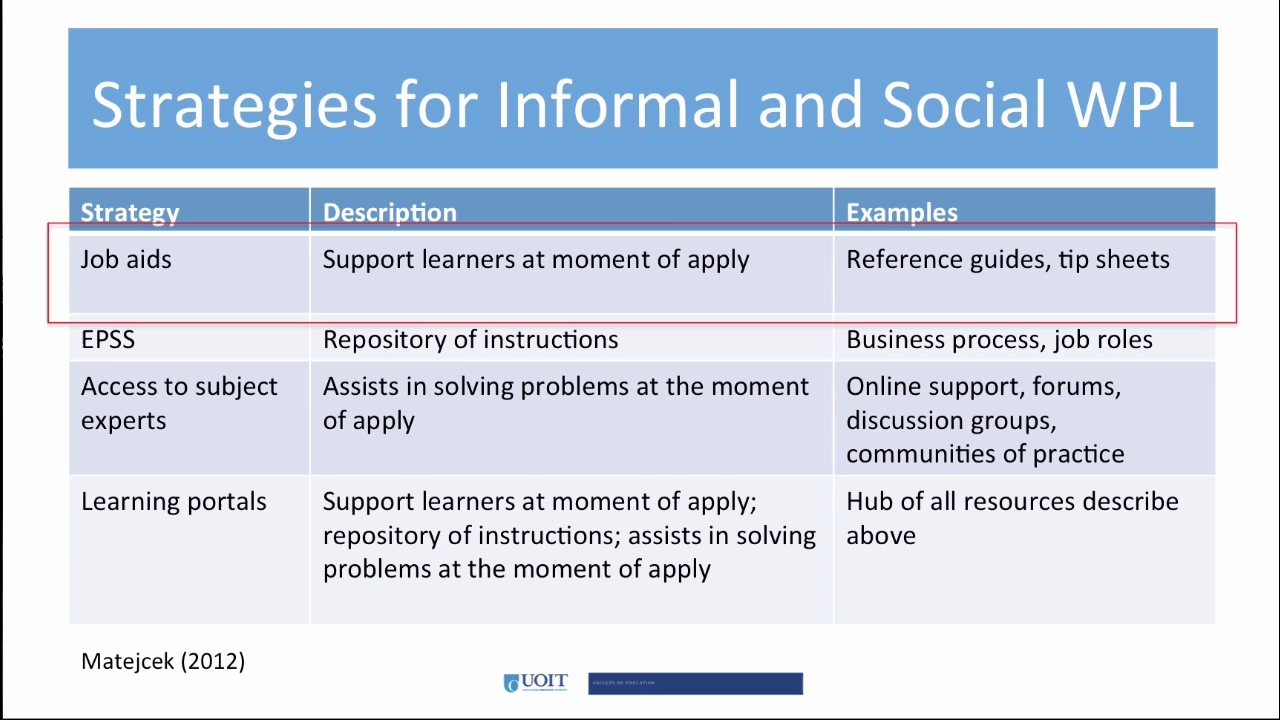 Strategies for Informal and Social WPL
Strategy Description Examples
Job aids Support learners at moment of apply Reference guides, tip sheets
EPSS Repository of instructions Business process, job roles
Access to subject Assists in solving problems at the moment Online support, forums,
experts of apply discussion groups,
communities of practice
Learning portals Support learners at moment of apply; Hub of all resources describe
repository of instructions; assists in solving above
problems at the moment of apply
Matejcek (2012)
UOIT
FACULTY OF EDUCATION